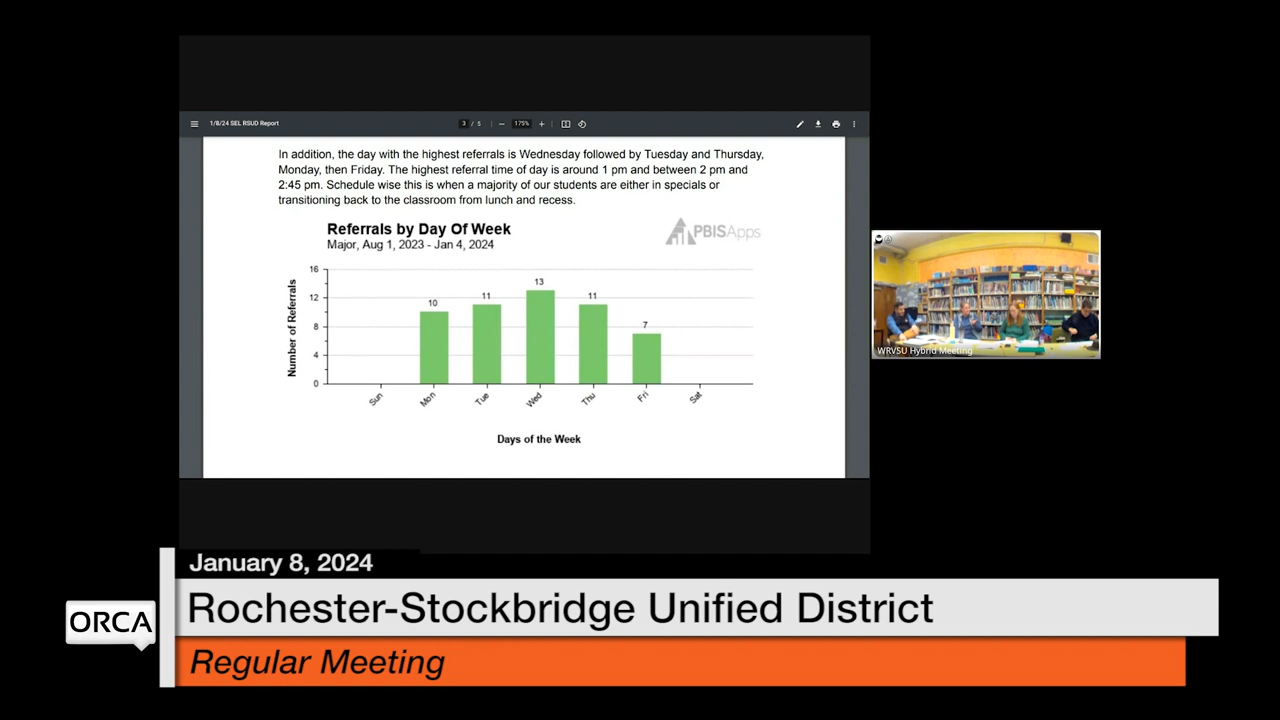 1/8/24 SEL RSUD Report
3 / 5
175%
In addition, the day with the highest referrals is Wednesday followed by Tuesday and Thursday,
Monday, then Friday. The highest referral time of day is around 1 pm and between 2 pm and
2:45 pm. Schedule wise this is when a majority of our students are either in specials or
transitioning back to the classroom from lunch and recess.
Referrals by Day Of Week
Major, Aug 1, 2023 - Jan 4, 2024
PBISApps
Number of Referrals
16
12
8
4
0
10
11
13
11
7
Sun
Mon
Tue
Wed
Thu
Fri
Sat
Days of the Week
WRVSU Hybrid Meeting
January 8, 2024
ORCA
Rochester-Stockbridge Unified District
Regular Meeting